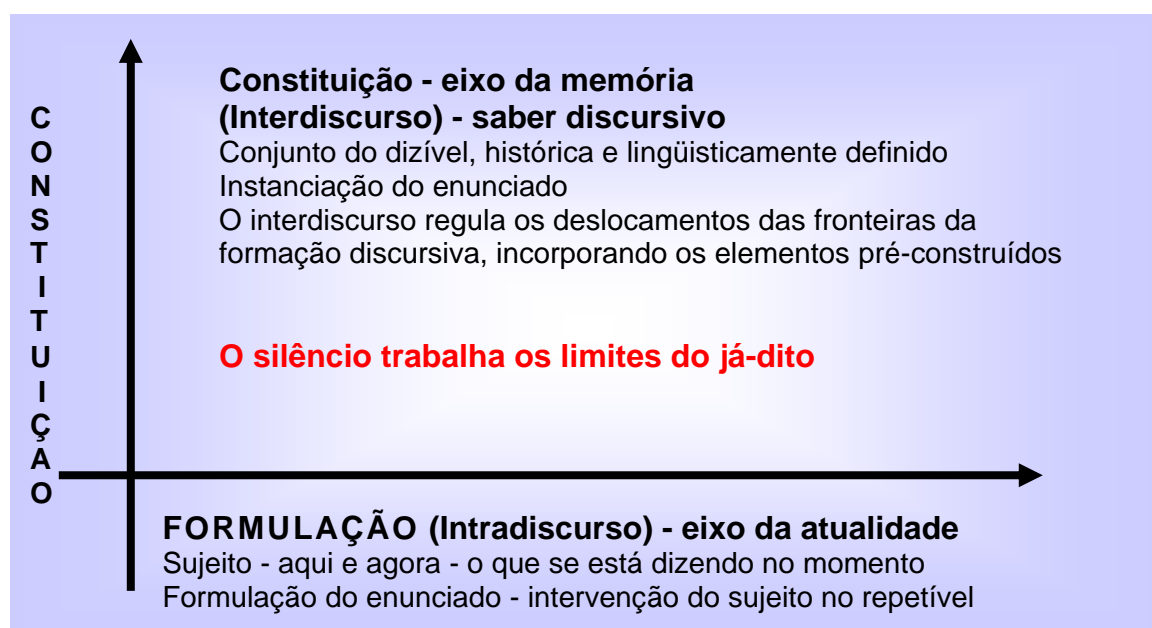 CONSTITUIÇAO
Constituição - eixo da memória
(Interdiscurso) - saber discursivo
Conjunto do dizível, histórica e lingüisticamente definido
Instanciação do enunciado
O interdiscurso regula os deslocamentos das fronteiras da
formação discursiva, incorporando os elementos pré-construídos
O silêncio trabalha os limites do já-dito
FORMULAÇÃO (Intradiscurso) - eixo da atualidade
Sujeito - aqui e agora - o que se está dizendo no momento
Formulação do enunciado - intervenção do sujeito no repetível